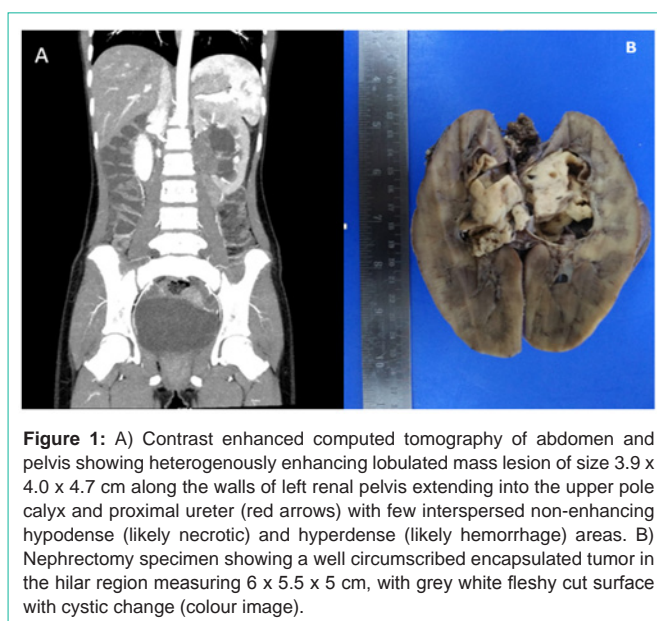 A
B
Figure 1: A) Contrast enhanced computed tomography of abdomen and
pelvis showing heterogenously enhancing lobulated mass lesion of size 3.9 x
4.0 x 4.7 cm along the walls of left renal pelvis extending into the upper pole
calyx and proximal ureter (red arrows) with few interspersed non-enhancing
hypodense (likely necrotic) and hyperdense (likely hemorrhage) areas. B)
Nephrectomy specimen showing a well circumscribed encapsulated tumor in
the hilar region measuring 6 x 5.5 x 5 cm, with grey white fleshy cut surface
with cystic change (colour image).